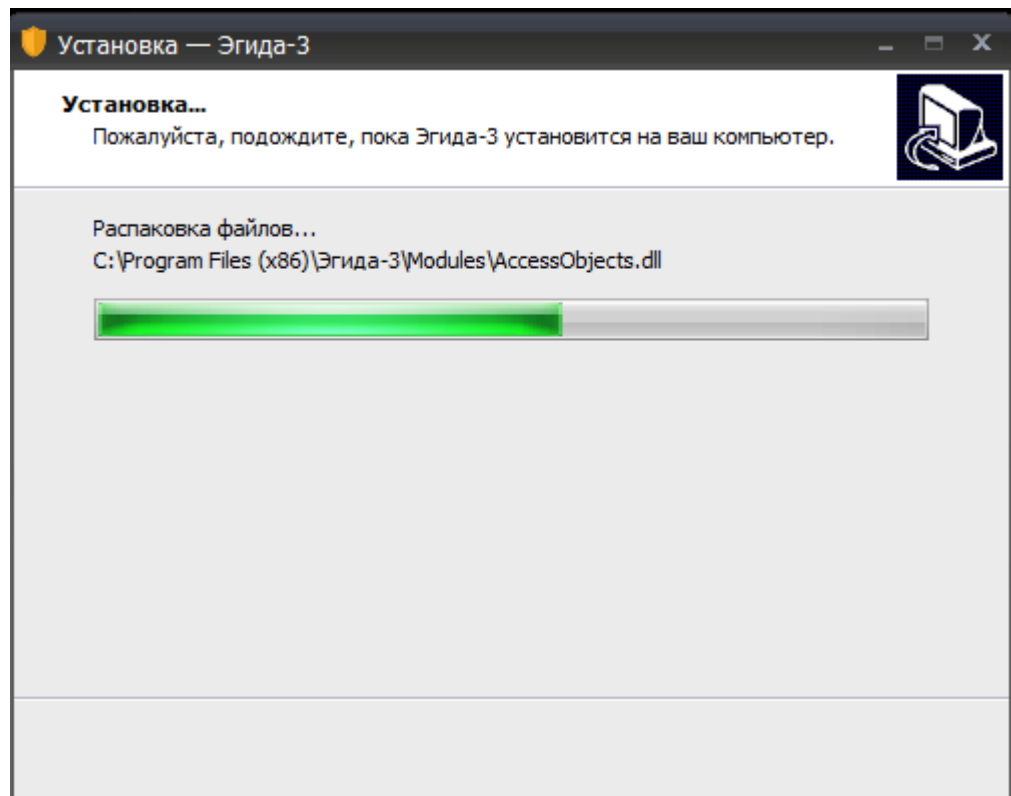 Установка — Эгида-3
Установка...
Пожалуйста, подождите, пока Эгида-3 установится на ваш компьютер.
Распаковка файлов...
C:\Program Files (x86)\Эгида-3\Modules\AccessObjects.dll